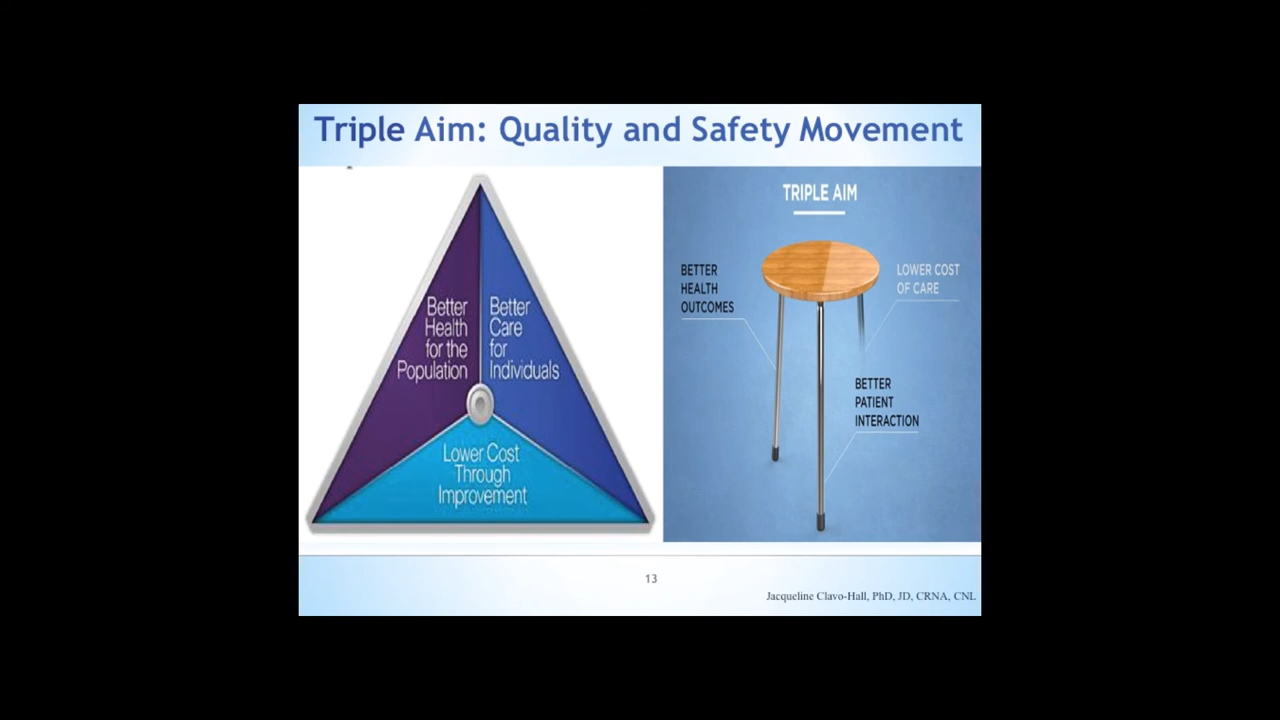 Triple Aim: Quality and Safety Movement
Better
Health
for the
Population
Better
Care
for
Individuals
Lower Cost
Through
Improvement
TRIPLE AIM
BETTER
HEALTH
OUTCOMES
LOWER COST
OF CARE
BETTER
PATIENT
INTERACTION
13
Jacqueline Clavo-Hall, PhD, JD, CRNA, CNL